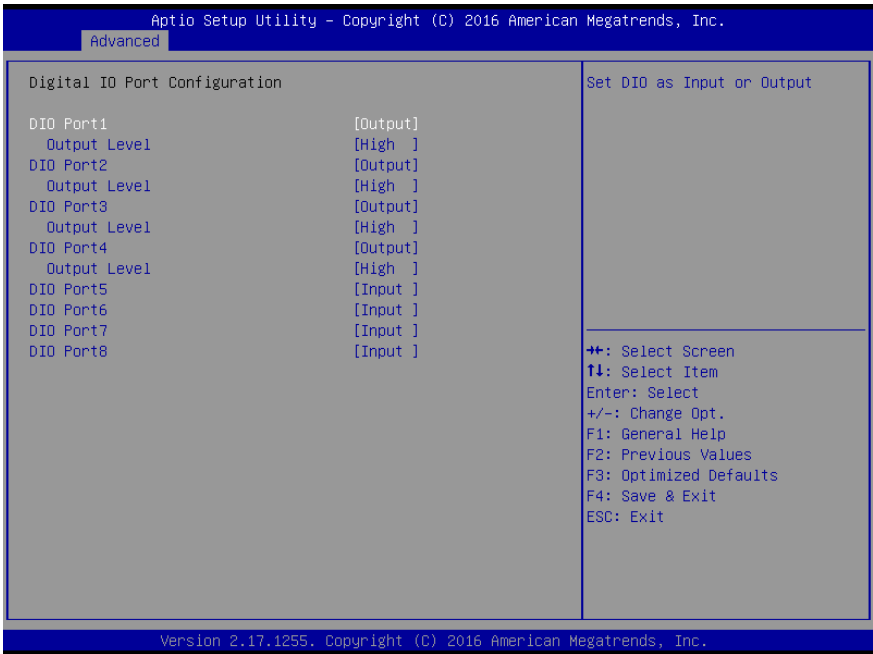 Aptio Setup Utility – Copyright (C) 2016 American Megatrends, Inc.
Advanced
Digital IO Port Configuration
DIO Port1 [Output]
Output Level [High ]
DIO Port2 [Output]
Output Level [High ]
DIO Port3 [Output]
Output Level [High ]
DIO Port4 [Output]
Output Level [High ]
DIO Port5 [Input ]
DIO Port6 [Input ]
DIO Port7 [Input ]
DIO Port8 [Input ]
Set DIO as Input or Output
→←: Select Screen
↑↓: Select Item
Enter: Select
+/-: Change Opt.
F1: General Help
F2: Previous Values
F3: Optimized Defaults
F4: Save & Exit
ESC: Exit
Version 2.17.1255. Copyright (C) 2016 American Megatrends, Inc.